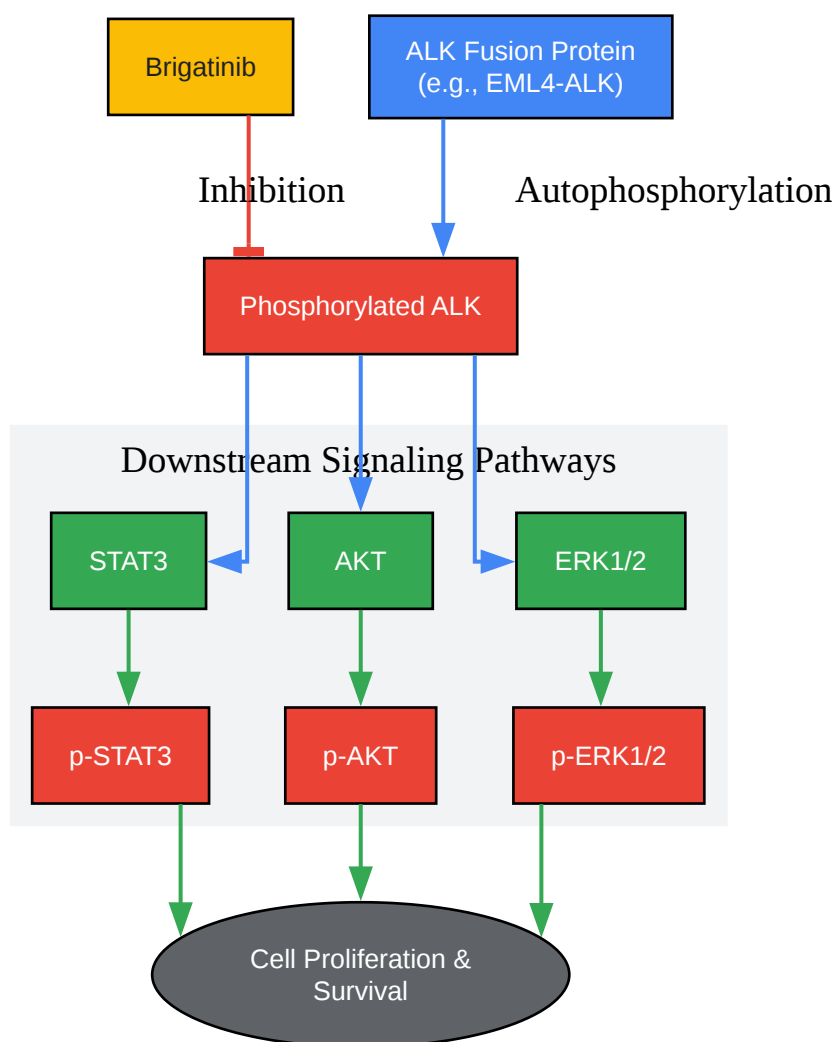 Brigatinib
ALK Fusion Protein
(e.g., EML4-ALK)
Inhibition
Autophosphorylation
Phosphorylated ALK
Downstream Signaling Pathways
STAT3
AKT
ERK1/2
p-STAT3
p-AKT
p-ERK1/2
Cell Proliferation &
Survival